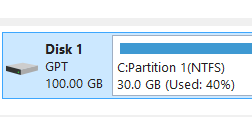 Disk 1
GPT
100.00 GB
C:Partition 1(NTFS)
30.0 GB (Used: 40%)